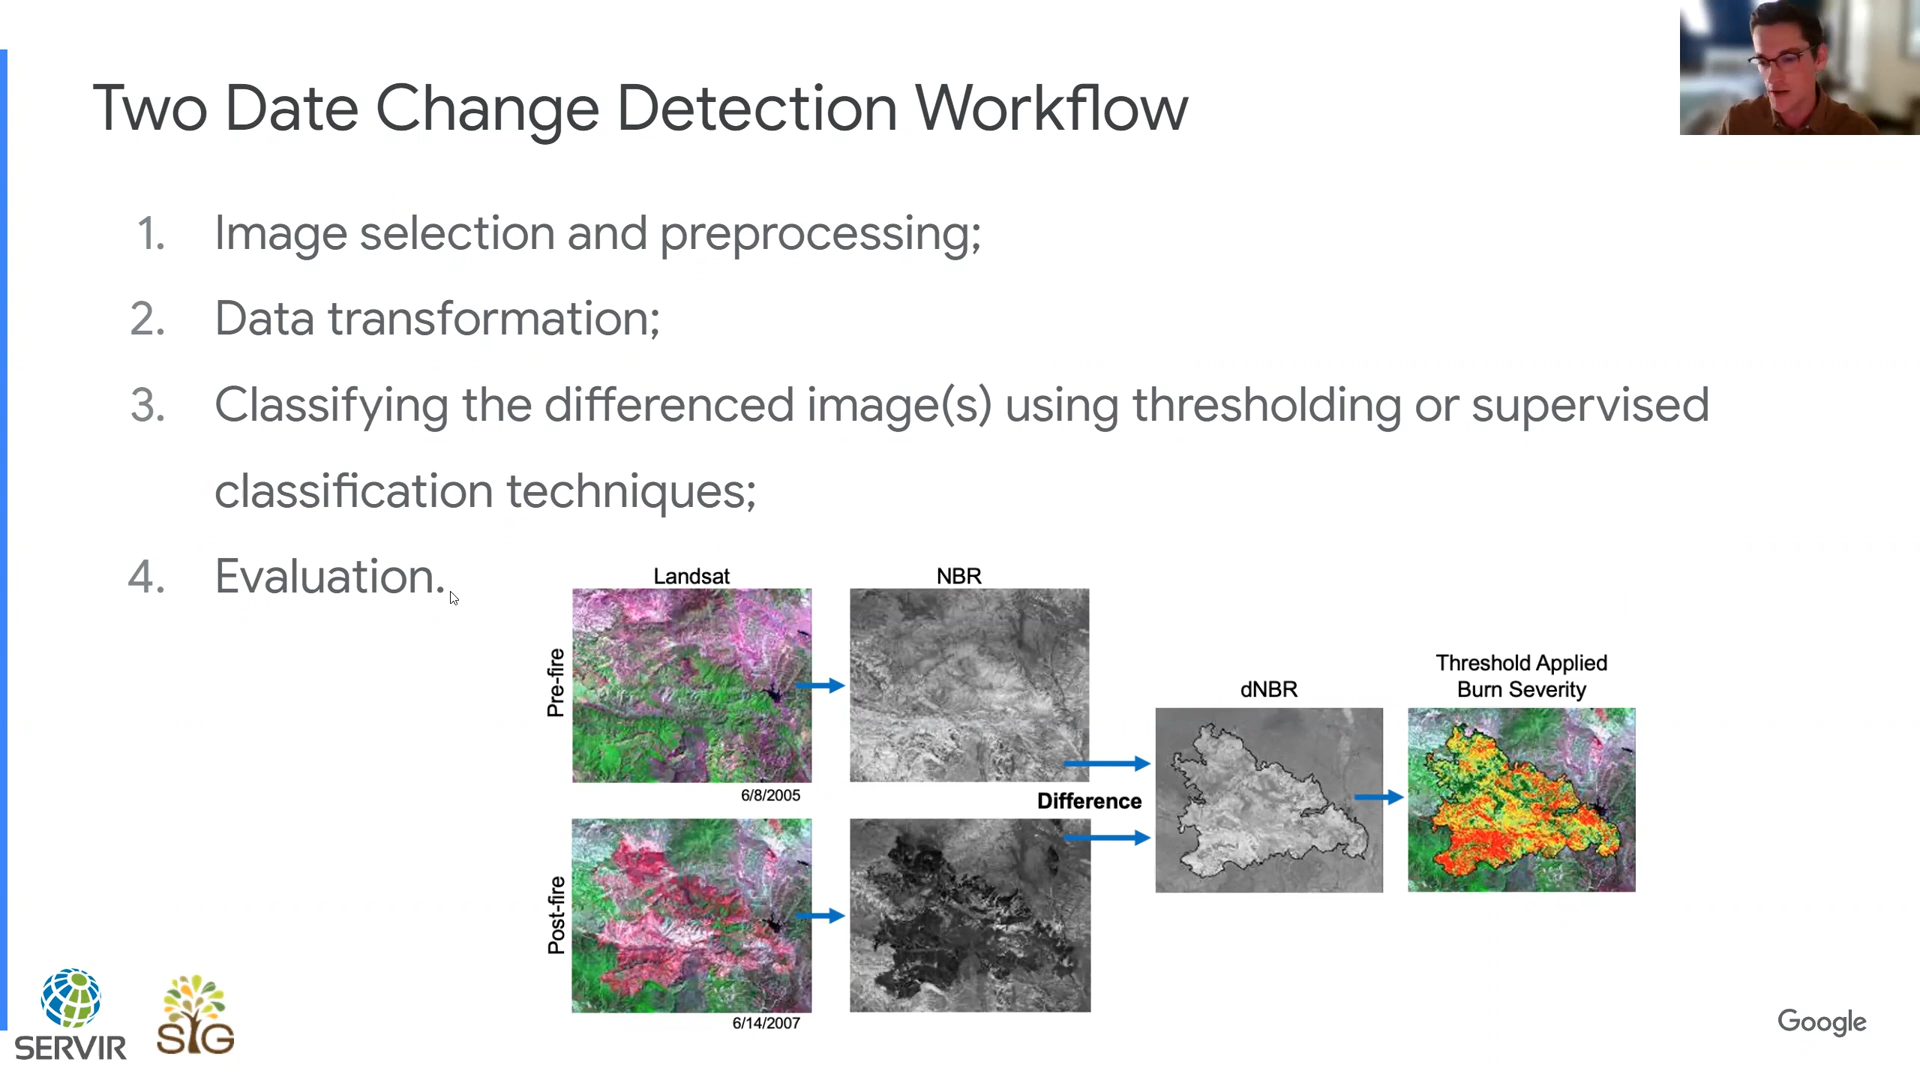 Two Date Change Detection Workflow
1. Image selection and preprocessing;
2. Data transformation;
3. Classifying the differenced image(s) using thresholding or supervised
classification techniques;
4. Evaluation.
Landsat
NBR
Pre-fire
6/8/2005
Threshold Applied
Burn Severity
dNBR
Difference
Post-fire
6/14/2007
SERVIR
SIG
Google